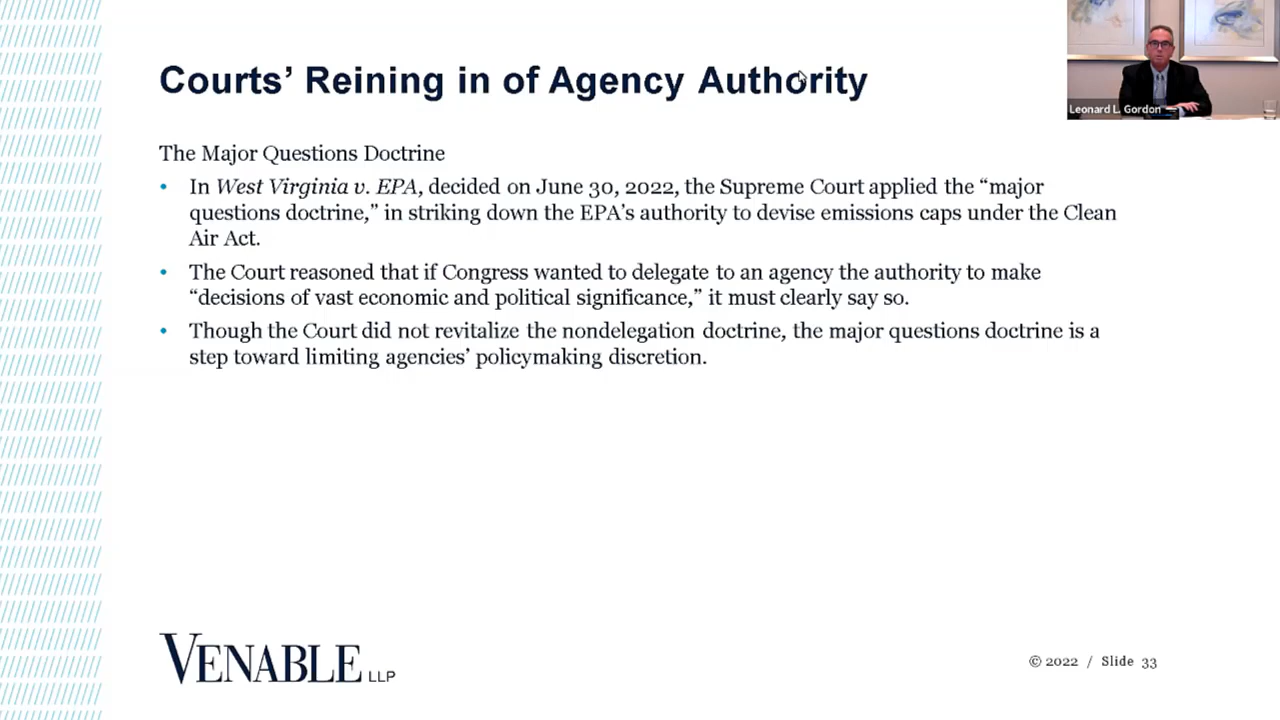 Courts’ Reining in of Agency Authority
Leonard L. Gordon
The Major Questions Doctrine
• In West Virginia v. EPA, decided on June 30, 2022, the Supreme Court applied the “major
questions doctrine,” in striking down the EPA’s authority to devise emissions caps under the Clean
Air Act.
• The Court reasoned that if Congress wanted to delegate to an agency the authority to make
“decisions of vast economic and political significance,” it must clearly say so.
• Though the Court did not revitalize the nondelegation doctrine, the major questions doctrine is a
step toward limiting agencies’ policymaking discretion.
VENABLE LLP
© 2022 / Slide 33